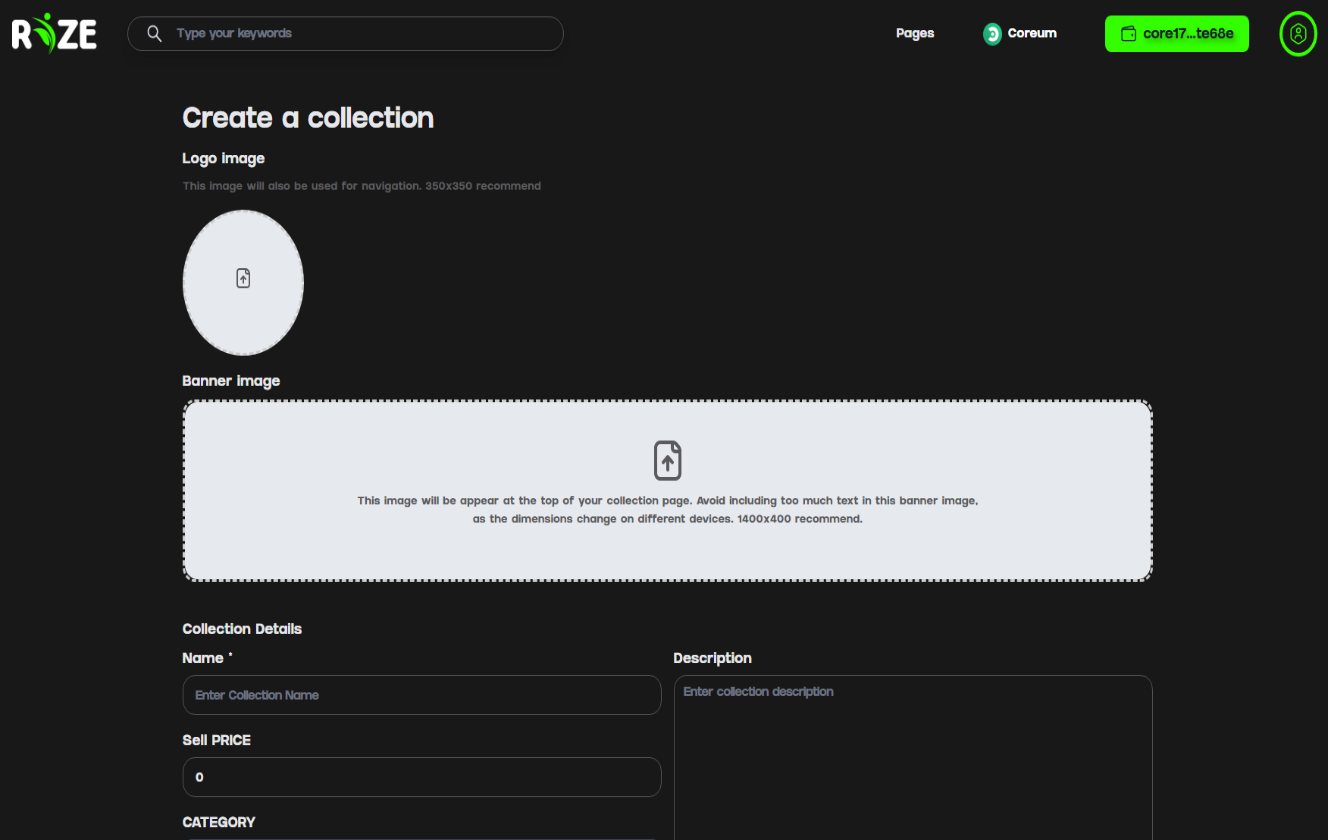 RIZE
Type your keywords
Pages
Coreum
core17...te68e
Create a collection
Logo image
This image will also be used for navigation. 350x350 recommend
Banner image
This image will be appear at the top of your collection page. Avoid including too much text in this banner image,
as the dimensions change on different devices. 1400x400 recommend.
Collection Details
Name *
Description
Enter Collection Name
Enter collection description
Sell PRICE
0
CATEGORY